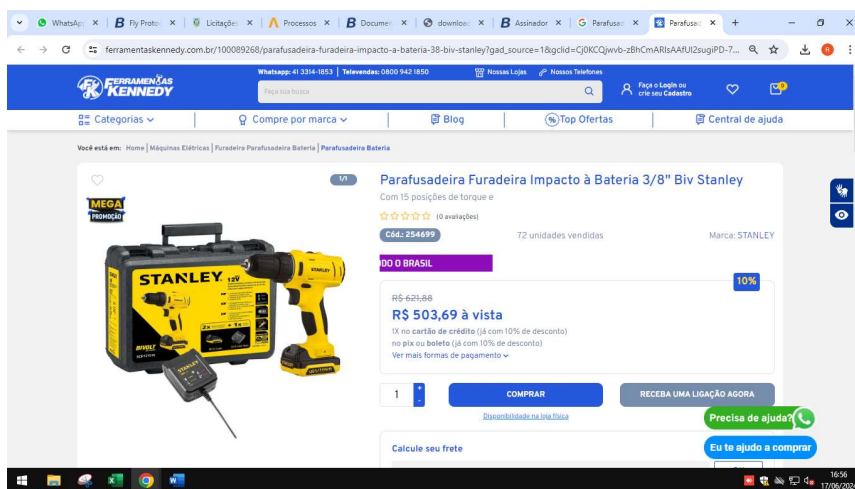 WhatsAp
Fly Proto
Licitaçõe
Processos
Documen
download
Assinador
Parafusad
Parafusad
ferramentaskennedy.com.br/100089268/parafusadeira-furadeira-impacto-a-bateria-38-biv-stanley?gad_source=1&gclid=Cj0KCQjwvb-zBhCmARIsAAfUI2sugiPD-7...
FERRAMENTAS KENNEDY
Whatsapp: 41 3314-1853 | Televendas: 0800 942 1850
Nossas Lojas
Nossos Telefones
Faça sua busca
Faça o Login ou
crie seu Cadastro
0
Categorias
Compre por marca
Blog
Top Ofertas
Central de ajuda
Você está em: Home | Máquinas Elétricas | Furadeira Parafusadeira Bateria | Parafusadeira Bateria
1/1
MEGA
PROMOÇÃO
STANLEY
12V
STANLEY
BIVOLT
STANLEY
Parafusadeira Furadeira Impacto à Bateria 3/8" Biv Stanley
Com 15 posições de torque e
(0 avaliações)
Cód.: 254699
72 unidades vendidas
Marca: STANLEY
DO O BRASIL
10%
R$ 621,88
R$ 503,69 à vista
1X no cartão de crédito (já com 10% de desconto)
no pix ou boleto (já com 10% de desconto)
Ver mais formas de pagamento
1
+
-
COMPRAR
RECEBA UMA LIGAÇÃO AGORA
Disponibilidade na loja física
Precisa de ajuda?
Calcule seu frete
Eu te ajudo a comprar
16:56
17/06/2024